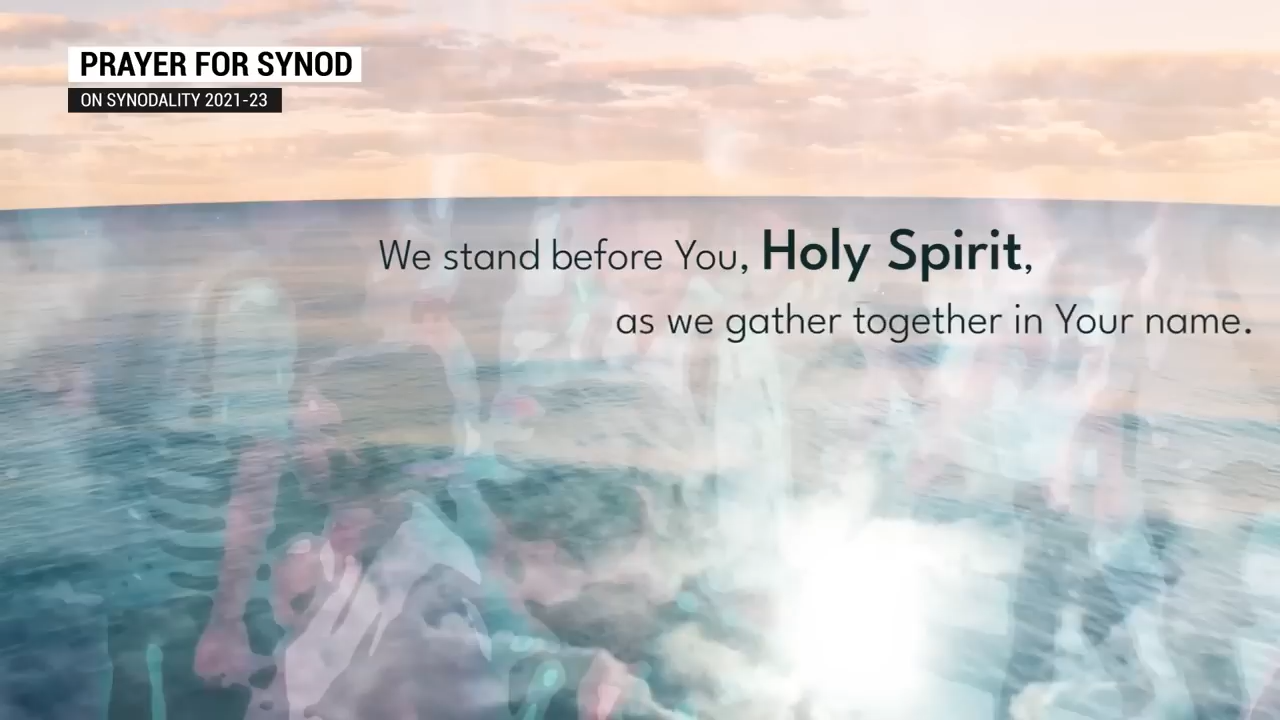 PRAYER FOR SYNOD
ON SYNODALITY 2021-23
We stand before You, Holy Spirit,
as we gather together in Your name.